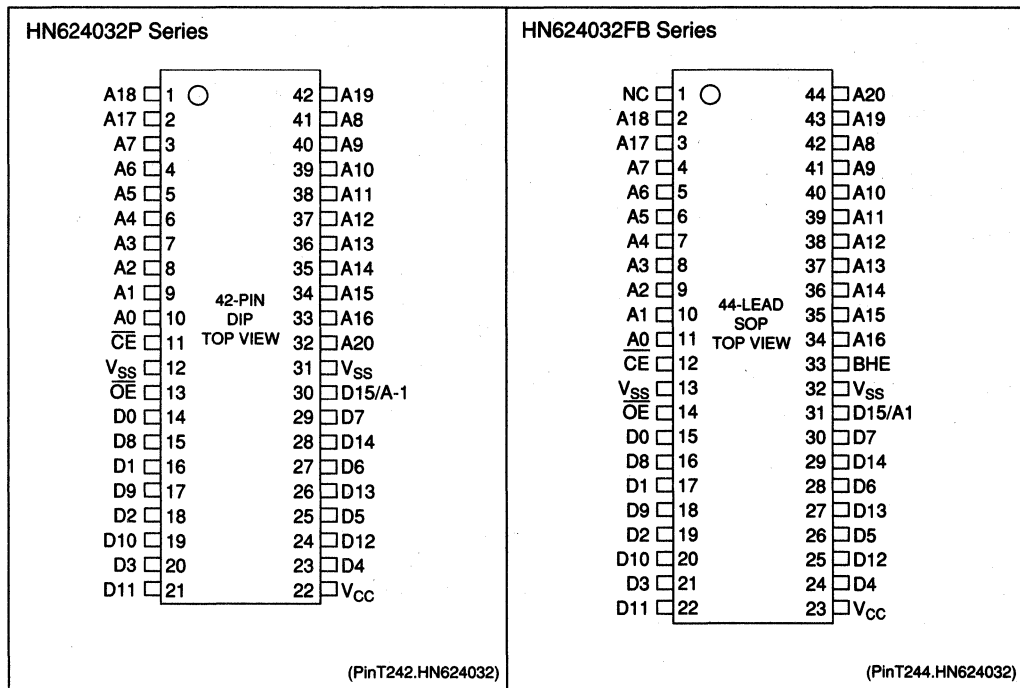 HN624032P Series
A18 1 42 A19
A17 2 41 A8
A7 3 40 A9
A6 4 39 A10
A5 5 38 A11
A4 6 37 A12
A3 7 36 A13
A2 8 35 A14
A1 9 34 A15
A0 10 33 A16
CE 11 32 A20
VSS 12 31 VSS
OE 13 30 D15/A-1
D0 14 29 D7
D8 15 28 D14
D1 16 27 D6
D9 17 26 D13
D2 18 25 D5
D10 19 24 D12
D3 20 23 D4
D11 21 22 VCC
42-PIN
DIP
TOP VIEW
(PinT242.HN624032)
HN624032FB Series
NC 1 44 A20
A18 2 43 A19
A17 3 42 A8
A7 4 41 A9
A6 5 40 A10
A5 6 39 A11
A4 7 38 A12
A3 8 37 A13
A2 9 36 A14
A1 10 35 A15
A0 11 34 A16
CE 12 33 BHE
VSS 13 32 VSS
OE 14 31 D15/A1
D0 15 30 D7
D8 16 29 D14
D1 17 28 D6
D9 18 27 D13
D2 19 26 D5
D10 20 25 D12
D3 21 24 D4
D11 22 23 VCC
44-LEAD
SOP
TOP VIEW
(PinT244.HN624032)